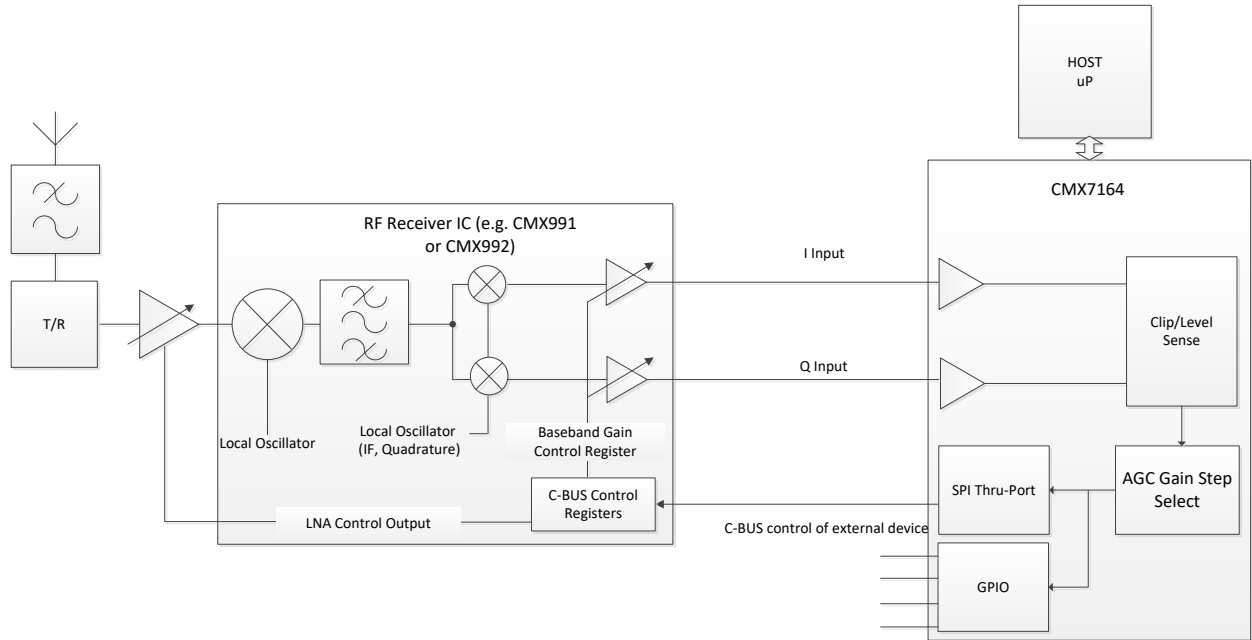 HOST
uP
CMX7164
RF Receiver IC (e.g. CMX991
or CMX992)
I Input
T/R
Clip/Level
Sense
Q Input
Local Oscillator
Local Oscillator
(IF, Quadrature)
Baseband Gain
Control Register
C-BUS Control
Registers
LNA Control Output
SPI Thru-Port
AGC Gain Step
Select
C-BUS control of external device
GPIO